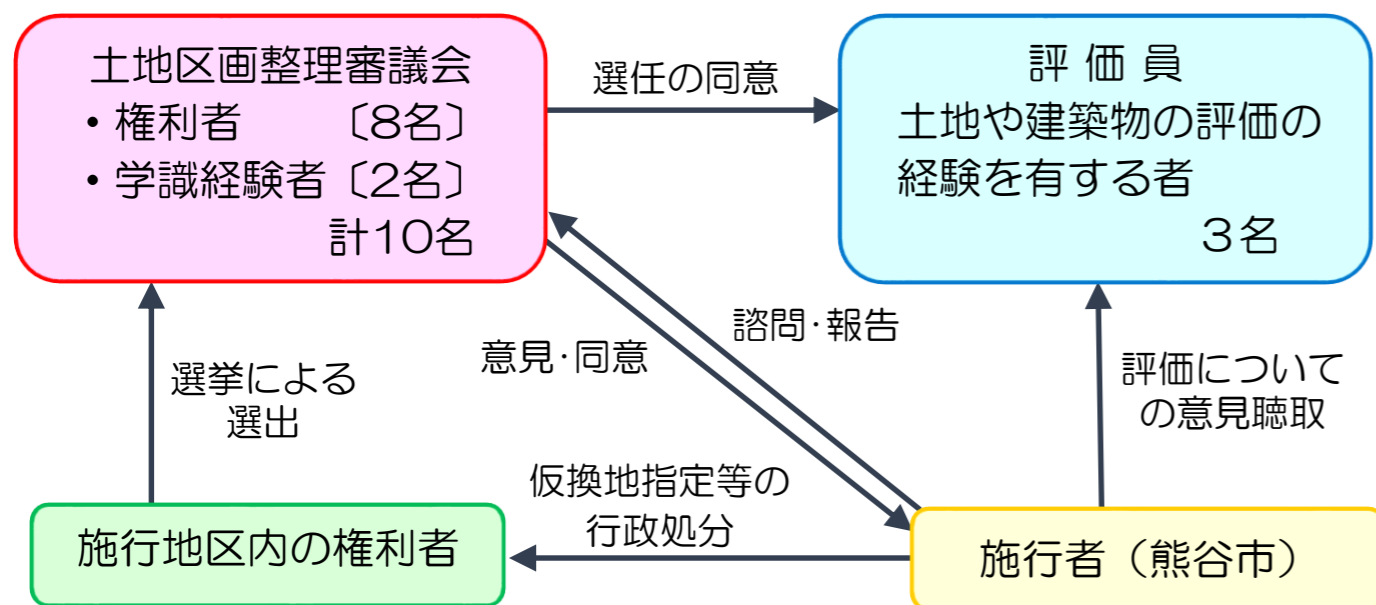 土地区画整理審議会
・権利者　　〔8名〕
・学識経験者〔2名〕
計10名
選任の同意
評 価 員
土地や建築物の評価の
経験を有する者
3名
諮問・報告
意見・同意
選挙による
選出
評価について
の意見聴取
仮換地指定等の
行政処分
施行地区内の権利者
施行者（熊谷市）